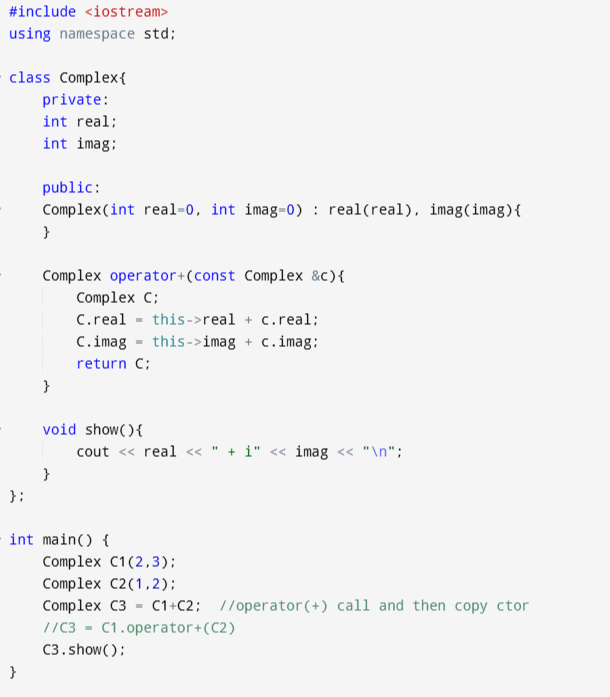 #include <iostream>
using namespace std;
class Complex{
    private:
    int real;
    int imag;
    public:
    Complex(int real=0, int imag=0) : real(real), imag(imag){
    }
    Complex operator+(const Complex &c){
        Complex C;
        C.real = this->real + c.real;
        C.imag = this->imag + c.imag;
        return C;
    }
    void show(){
        cout << real << " + i" << imag << "\n";
    }
};
int main() {
    Complex C1(2,3);
    Complex C2(1,2);
    Complex C3 = C1+C2;  //operator(+) call and then copy ctor
    //C3 = C1.operator+(C2)
    C3.show();
}